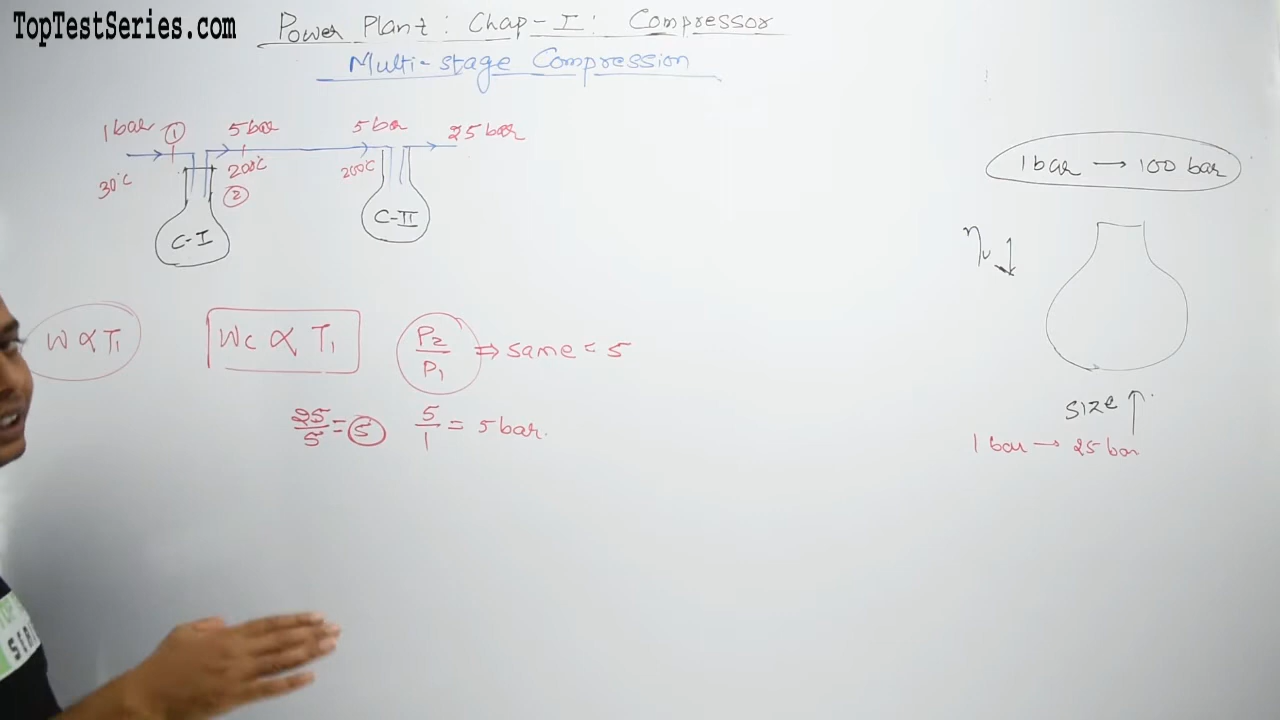 TopTestSeries.com
Power Plant: Chap-I: Compressor
Multi-stage Compression
1 bar ① 5 bar 5 bar 25 bar
30°C 200°C 200°C
②
C-I C-II
1 bar → 100 bar
ηv ↓
W ∝ T1 Wc ∝ T1 P2/P1 ⇒ same = 5
25/5 = 5 5/1 = 5 bar.
size ↑
1 bar → 25 bar